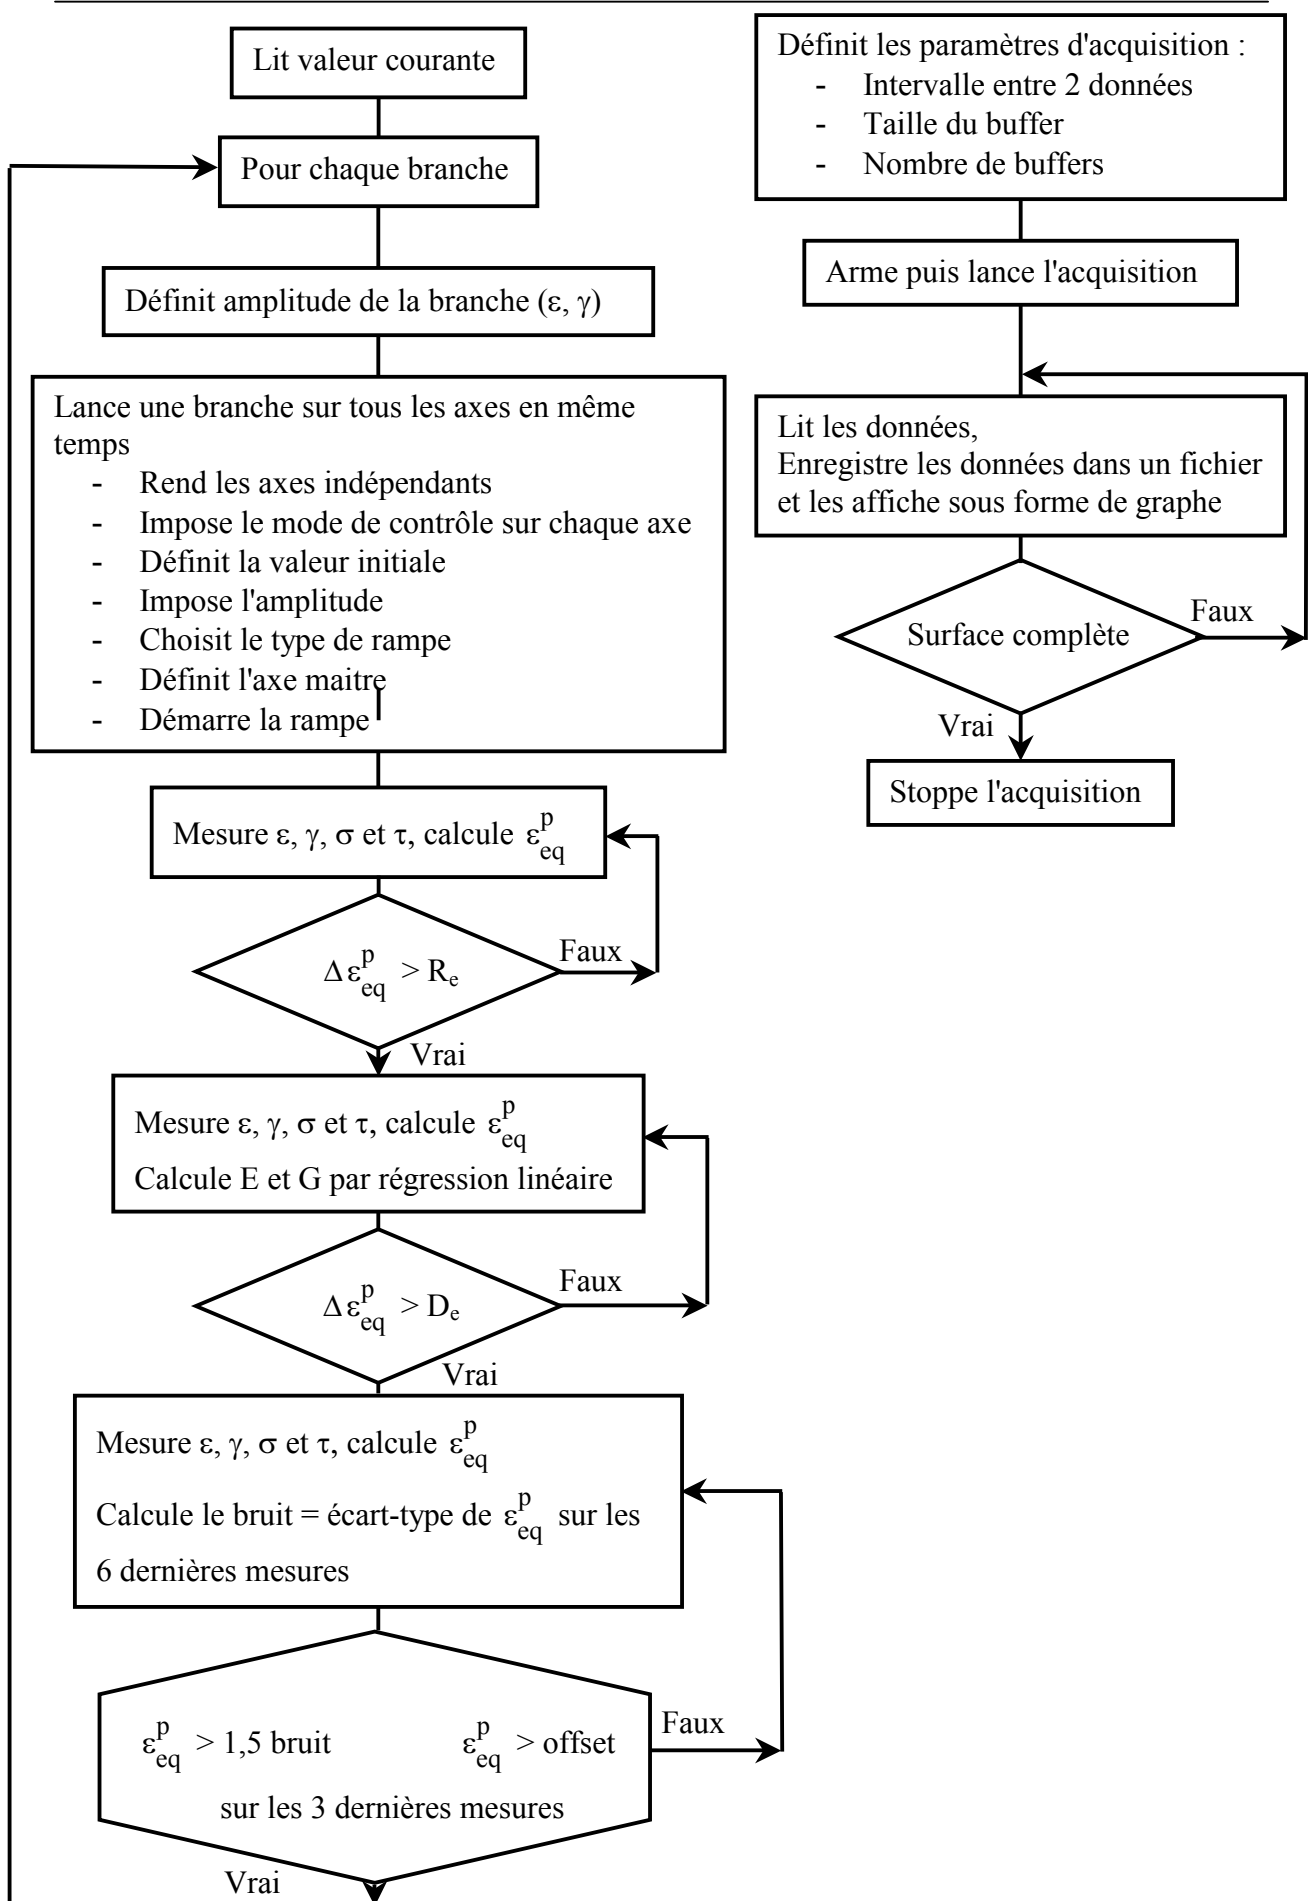 Lit valeur courante
Pour chaque branche
Définit amplitude de la branche (ε, γ)
Lance une branche sur tous les axes en même
temps
- Rend les axes indépendants
- Impose le mode de contrôle sur chaque axe
- Définit la valeur initiale
- Impose l'amplitude
- Choisit le type de rampe
- Définit l'axe maitre
- Démarre la rampe
Mesure ε, γ, σ et τ, calcule ε^p_eq
Δε^p_eq > R_e
Faux
Vrai
Mesure ε, γ, σ et τ, calcule ε^p_eq
Calcule E et G par régression linéaire
Δε^p_eq > D_e
Faux
Vrai
Mesure ε, γ, σ et τ, calcule ε^p_eq
Calcule le bruit = écart-type de ε^p_eq sur les
6 dernières mesures
ε^p_eq > 1,5 bruit ε^p_eq > offset
sur les 3 dernières mesures
Faux
Vrai
Définit les paramètres d'acquisition :
- Intervalle entre 2 données
- Taille du buffer
- Nombre de buffers
Arme puis lance l'acquisition
Lit les données,
Enregistre les données dans un fichier
et les affiche sous forme de graphe
Surface complète
Faux
Vrai
Stoppe l'acquisition